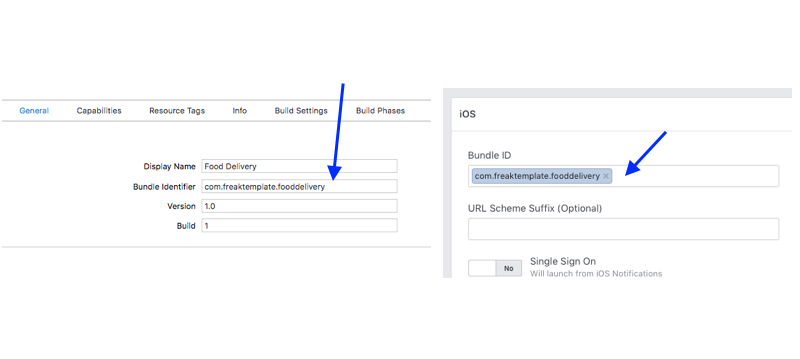 General Capabilities Resource Tags Info Build Settings Build Phases
Display Name Food Delivery
Bundle Identifier com.freaktemplate.fooddelivery
Version 1.0
Build 1
iOS
Bundle ID
com.freaktemplate.fooddelivery ×
URL Scheme Suffix (Optional)
No Single Sign On
Will launch from iOS Notifications